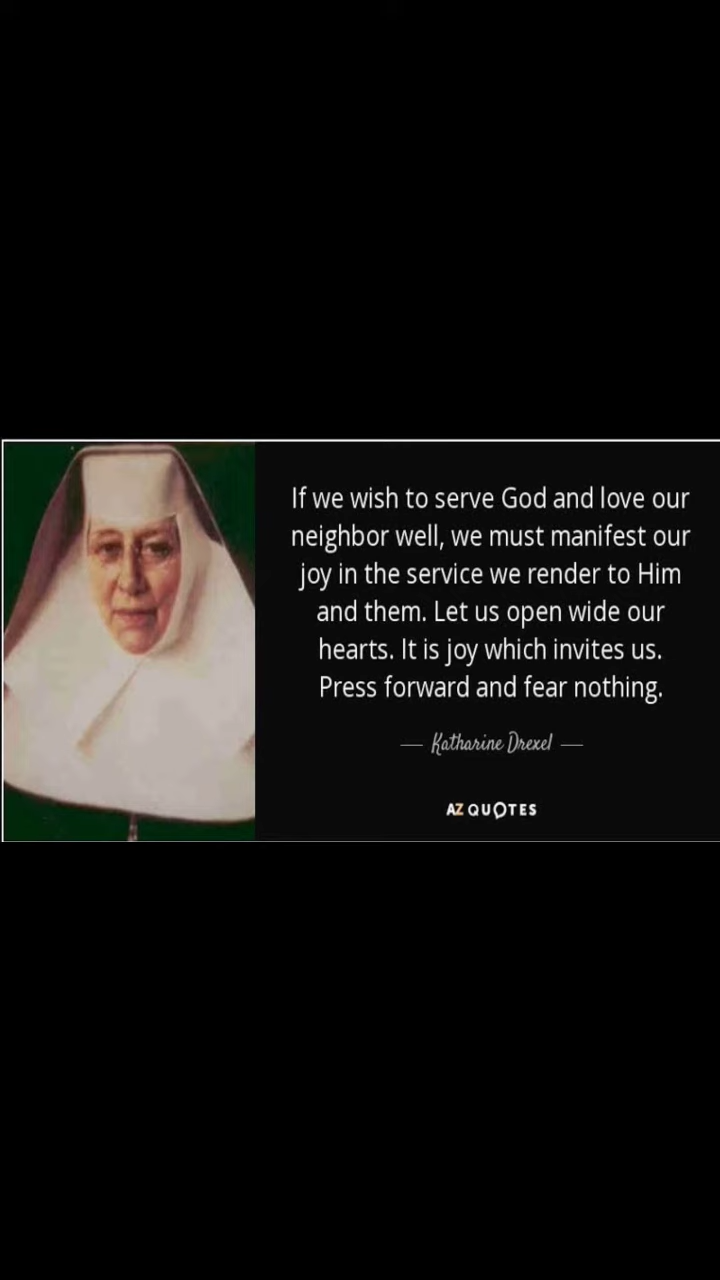 If we wish to serve God and love our
neighbor well, we must manifest our
joy in the service we render to Him
and them. Let us open wide our
hearts. It is joy which invites us.
Press forward and fear nothing.
— Katharine Drexel —
AZ QUOTES